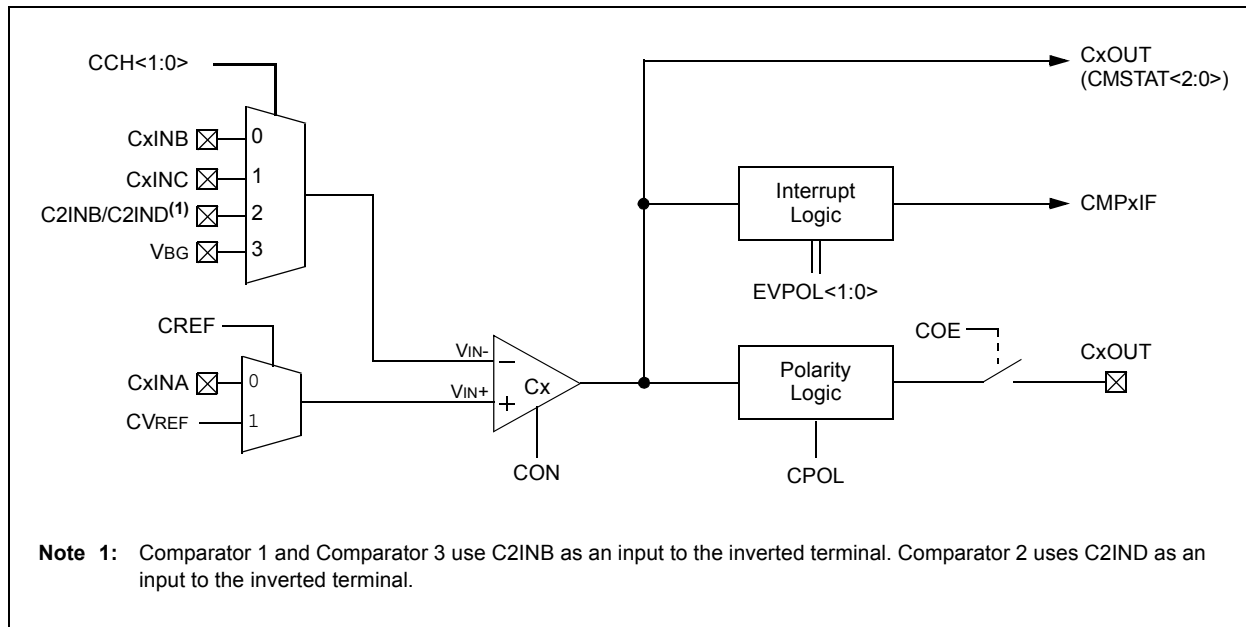 CCH<1:0>
CxINB
0
CxINC
1
C2INB/C2IND(1)
2
VBG
3
CREF
CxINA
0
CVREF
1
VIN-
VIN+
−
+
Cx
CON
CxOUT
(CMSTAT<2:0>)
Interrupt
Logic
CMPxIF
EVPOL<1:0>
COE
CxOUT
Polarity
Logic
CPOL
Note 1: Comparator 1 and Comparator 3 use C2INB as an input to the inverted terminal. Comparator 2 uses C2IND as an
input to the inverted terminal.